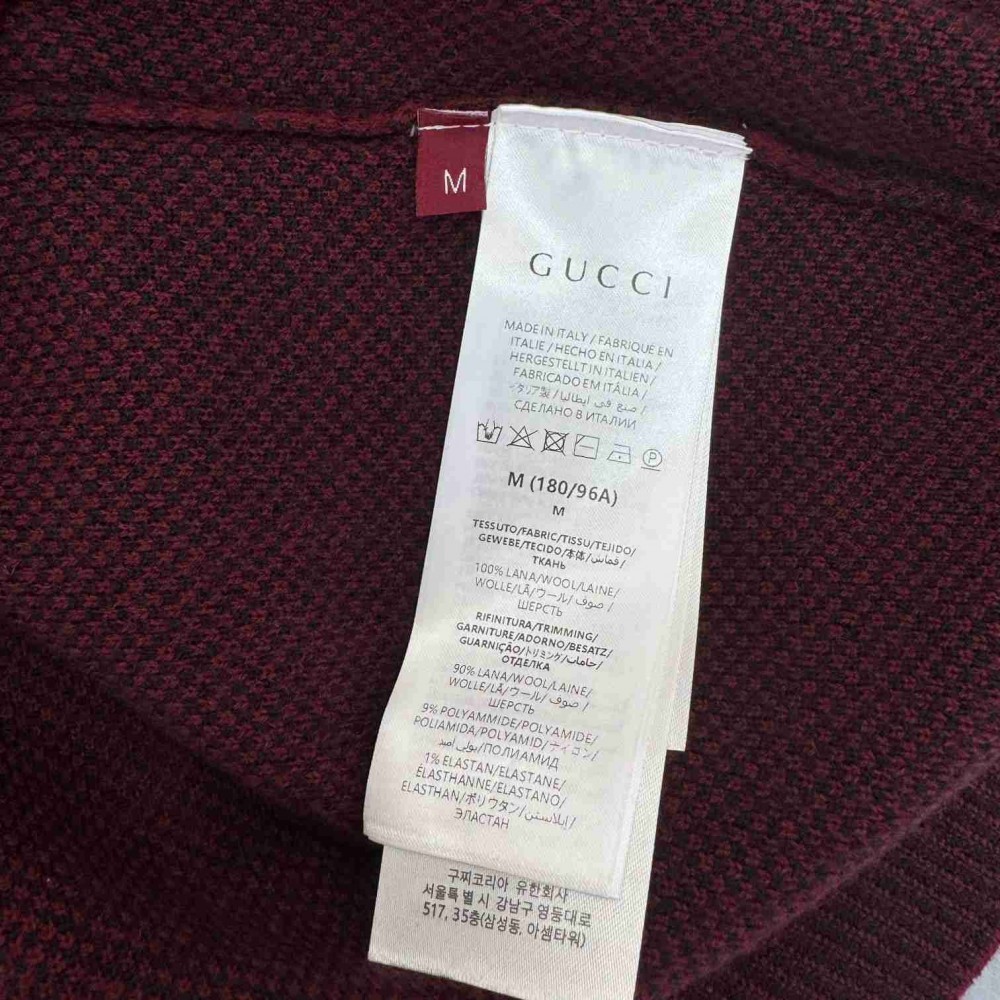 M
GUCCI
MADE IN ITALY / FABRIQUE EN
ITALIE / HECHO EN ITALIA /
HERGESTELLT IN ITALIEN /
FABRICADO EM ITÁLIA /
イタリア製 / صنع في ايطاليا /
СДЕЛАНО В ИТАЛИИ
P
M (180/96A)
M
TESSUTO/FABRIC/TISSU/TEJIDO/
GEWEBE/TECIDO/本体/قماش/
ТКАНЬ
100% LANA/WOOL/LAINE/
WOLLE/LÃ/ウール/ صوف /
ШЕРСТЬ
RIFINITURA/TRIMMING/
GARNITURE/ADORNO/BESATZ/
GUARNIÇÃO/トリミング/خامات/
ОТДЕЛКА
90% LANA/WOOL/LAINE/
WOLLE/LÃ/ウール/ صوف /
ШЕРСТЬ
9% POLYAMMIDE/POLYAMIDE/
POLIAMIDA/POLYAMID/ナイロン/
بولي أميد/ПОЛИАМИД
1% ELASTAN/ELASTANE/
ÉLASTHANNE/ELASTANO/
ELASTHAN/ポリウタン/إيلاستين/
ЭЛАСТАН
구찌코리아 유한회사
서울특별시 강남구 영동대로
517, 35층(삼성동, 아셈타워)